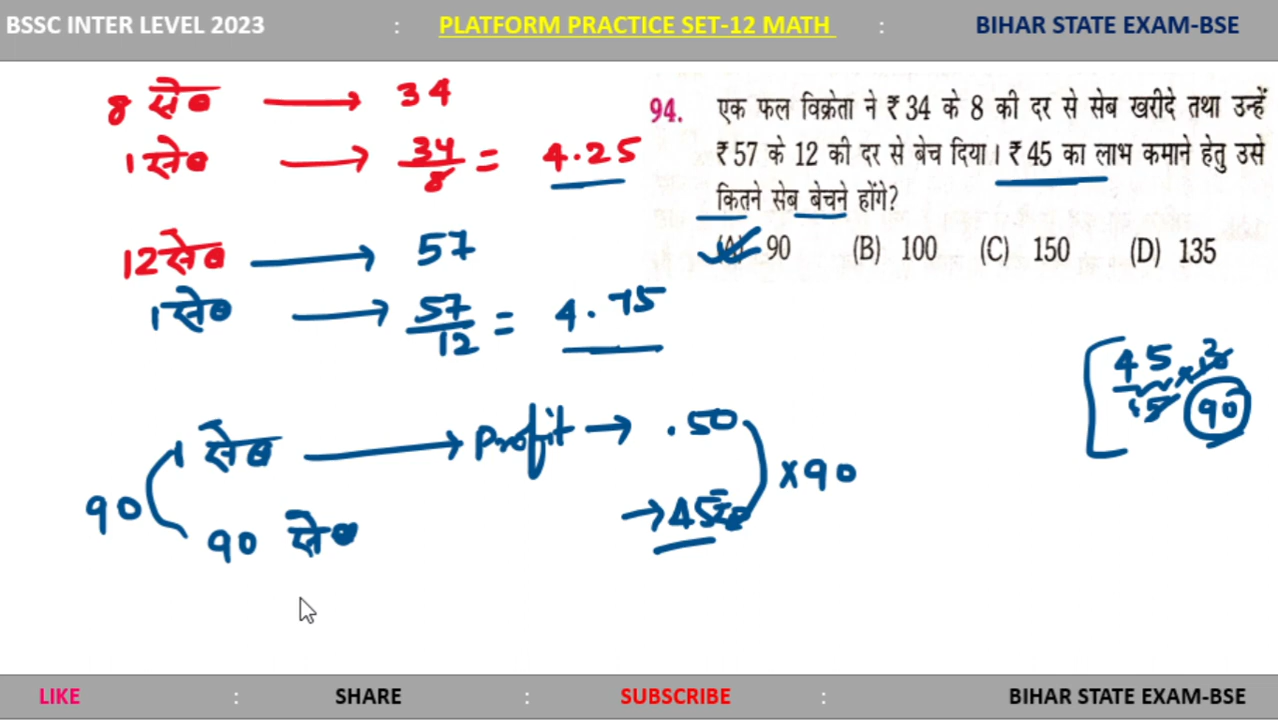 BSSC INTER LEVEL 2023 : PLATFORM PRACTICE SET-12 MATH : BIHAR STATE EXAM-BSE
8 सेब → 34
1 सेब → 34/8 = 4.25
12 सेब → 57
1 सेब → 57/12 = 4.75
1 सेब → Profit → .50
90 × 90
90 सेब → 45
94. एक फल विक्रेता ने ₹ 34 के 8 की दर से सेब खरीदे तथा उन्हें
₹ 57 के 12 की दर से बेच दिया। ₹ 45 का लाभ कमाने हेतु उसे
कितने सेब बेचने होंगे?
(A) 90 (B) 100 (C) 150 (D) 135
45
90
LIKE : SHARE : SUBSCRIBE : BIHAR STATE EXAM-BSE